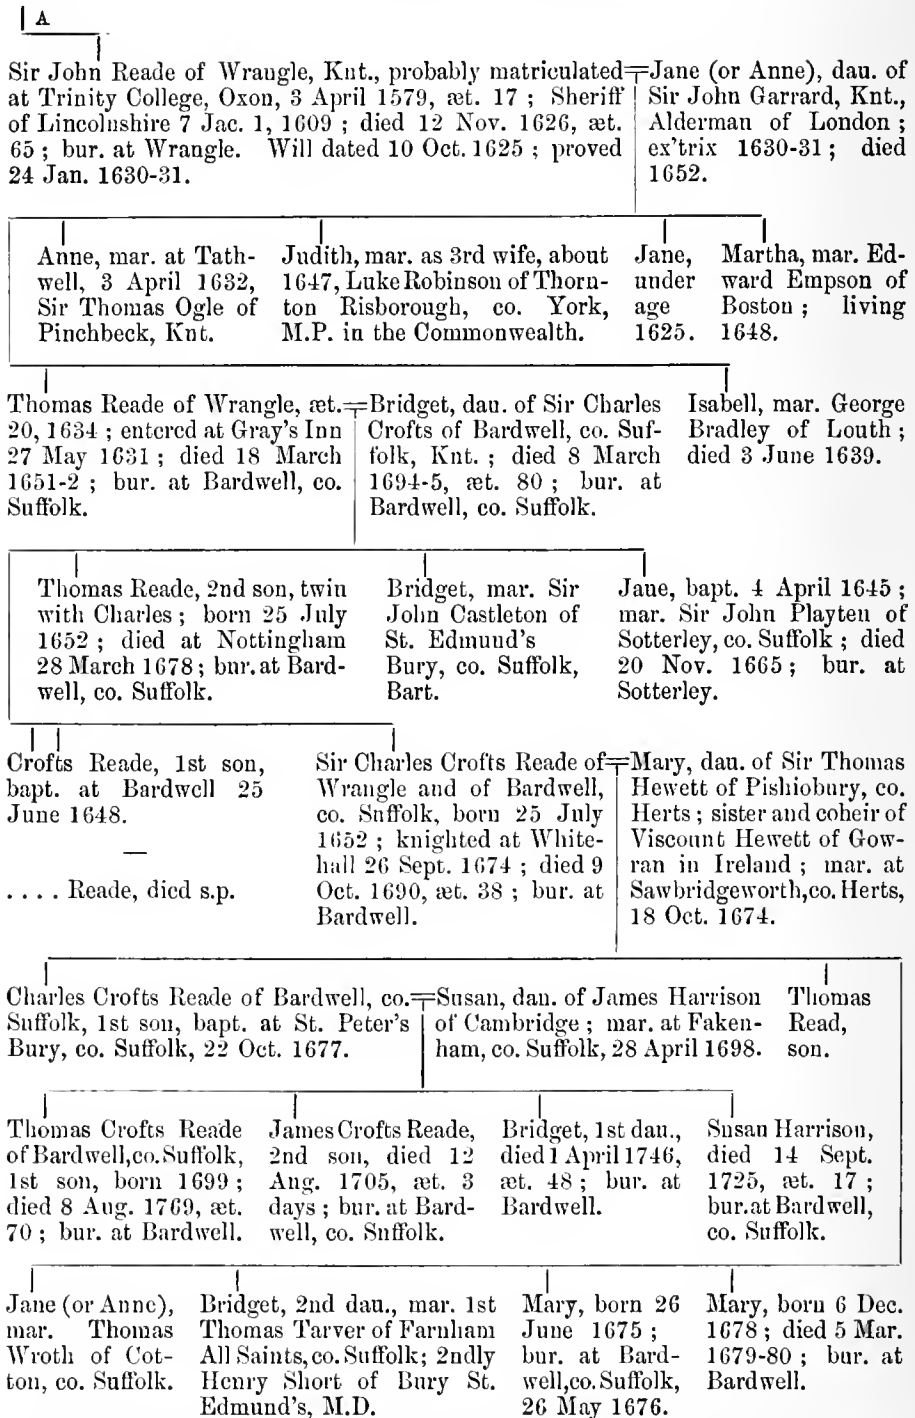 A
Sir John Reade of Wrangle, Knt., probably matriculated
at Trinity College, Oxon, 3 April 1579, æt. 17 ; Sheriff
of Lincolnshire 7 Jac. 1, 1609 ; died 12 Nov. 1626, æt.
65 ; bur. at Wrangle. Will dated 10 Oct. 1625 ; proved
24 Jan. 1630-31.
Jane (or Anne), dau. of
Sir John Garrard, Knt.,
Alderman of London ;
ex'trix 1630-31 ; died
1652.
Anne, mar. at Tath-
well, 3 April 1632,
Sir Thomas Ogle of
Pinchbeck, Knt.
Judith, mar. as 3rd wife, about
1647, Luke Robinson of Thorn-
ton Risborough, co. York,
M.P. in the Commonwealth.
Jane,
under
age
1625.
Martha, mar. Ed-
ward Empson of
Boston ; living
1648.
Thomas Reade of Wrangle, æt.
20, 1634 ; entered at Gray's Inn
27 May 1631 ; died 18 March
1651-2 ; bur. at Bardwell, co.
Suffolk.
Bridget, dau. of Sir Charles
Crofts of Bardwell, co. Suf-
folk, Knt. ; died 8 March
1694-5, æt. 80 ; bur. at
Bardwell, co. Suffolk.
Isabell, mar. George
Bradley of Louth ;
died 3 June 1639.
Thomas Reade, 2nd son, twin
with Charles ; born 25 July
1652 ; died at Nottingham
28 March 1678 ; bur. at Bard-
well, co. Suffolk.
Bridget, mar. Sir
John Castleton of
St. Edmund's
Bury, co. Suffolk,
Bart.
Jane, bapt. 4 April 1645 ;
mar. Sir John Playten of
Sotterley, co. Suffolk ; died
20 Nov. 1665 ; bur. at
Sotterley.
Crofts Reade, 1st son,
bapt. at Bardwell 25
June 1648.
—
. . . . Reade, died s.p.
Sir Charles Crofts Reade of
Wrangle and of Bardwell,
co. Suffolk, born 25 July
1652 ; knighted at White-
hall 26 Sept. 1674 ; died 9
Oct. 1690, æt. 38 ; bur. at
Bardwell.
Mary, dau. of Sir Thomas
Hewett of Pishiobury, co.
Herts ; sister and coheir of
Viscount Hewett of Gow-
ran in Ireland ; mar. at
Sawbridgeworth, co. Herts,
18 Oct. 1674.
Charles Crofts Reade of Bardwell, co.
Suffolk, 1st son, bapt. at St. Peter's
Bury, co. Suffolk, 22 Oct. 1677.
Susan, dau. of James Harrison
of Cambridge ; mar. at Faken-
ham, co. Suffolk, 28 April 1698.
Thomas
Read,
son.
Thomas Crofts Reade
of Bardwell, co. Suffolk,
1st son, born 1699 ;
died 8 Aug. 1769, æt.
70 ; bur. at Bardwell.
James Crofts Reade,
2nd son, died 12
Aug. 1705, æt. 3
days ; bur. at Bard-
well, co. Suffolk.
Bridget, 1st dau.,
died 1 April 1746,
æt. 48 ; bur. at
Bardwell.
Susan Harrison,
died 14 Sept.
1725, æt. 17 ;
bur. at Bardwell,
co. Suffolk.
Jane (or Anne),
mar. Thomas
Wroth of Cot-
ton, co. Suffolk.
Bridget, 2nd dau., mar. 1st
Thomas Tarver of Farnham
All Saints, co. Suffolk ; 2ndly
Henry Short of Bury St.
Edmund's, M.D.
Mary, born 26
June 1675 ;
bur. at Bard-
well, co. Suffolk,
26 May 1676.
Mary, born 6 Dec.
1678 ; died 5 Mar.
1679-80 ; bur. at
Bardwell.